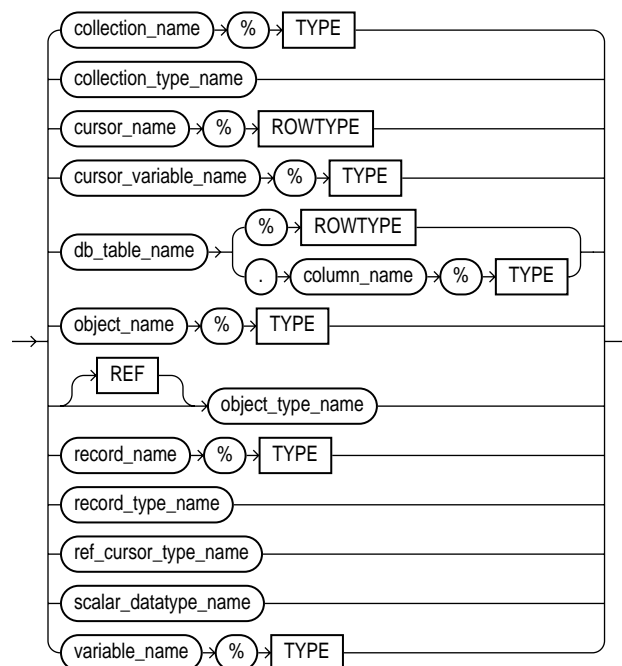 collection_name % TYPE
collection_type_name
cursor_name % ROWTYPE
cursor_variable_name % TYPE
% ROWTYPE
db_table_name
. column_name % TYPE
object_name % TYPE
REF
object_type_name
record_name % TYPE
record_type_name
ref_cursor_type_name
scalar_datatype_name
variable_name % TYPE